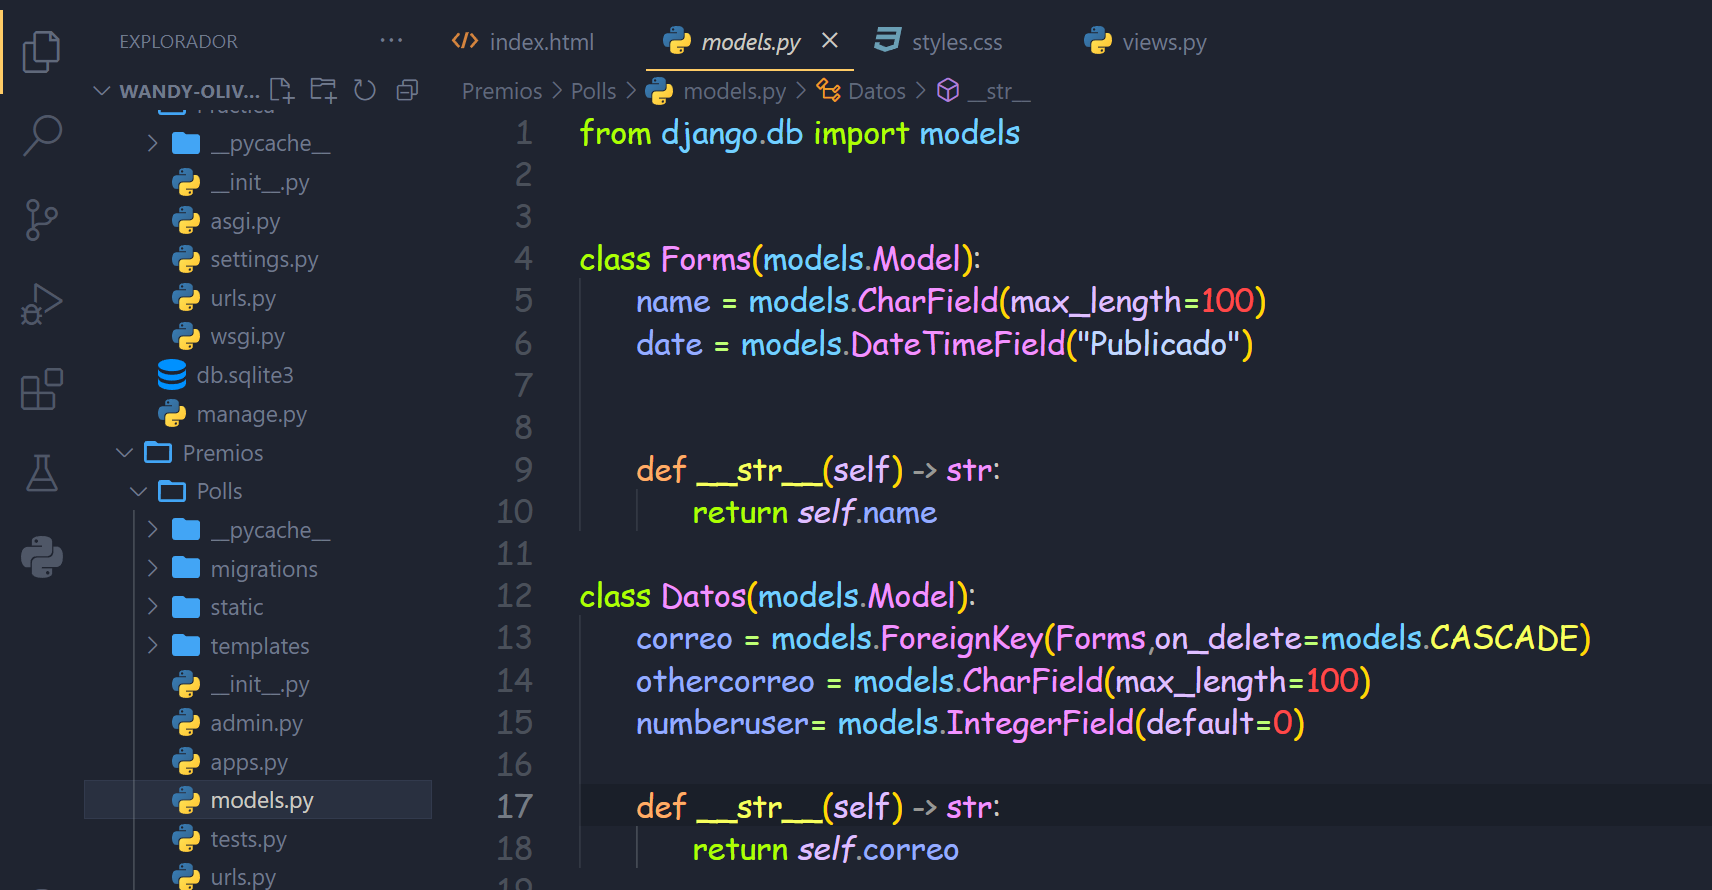 EXPLORADOR ...
index.html
models.py
styles.css
views.py
WANDY-OLIV...
Premios > Polls > models.py > Datos > __str__
Practica
__pycache__
__init__.py
asgi.py
settings.py
urls.py
wsgi.py
db.sqlite3
manage.py
Premios
Polls
__pycache__
migrations
static
templates
__init__.py
admin.py
apps.py
models.py
tests.py
urls.py
1 from django.db import models
2
3
4 class Forms(models.Model):
5 name = models.CharField(max_length=100)
6 date = models.DateTimeField("Publicado")
7
8
9 def __str__(self) -> str:
10 return self.name
11
12 class Datos(models.Model):
13 correo = models.ForeignKey(Forms,on_delete=models.CASCADE)
14 othercorreo = models.CharField(max_length=100)
15 numberuser= models.IntegerField(default=0)
16
17 def __str__(self) -> str:
18 return self.correo
19